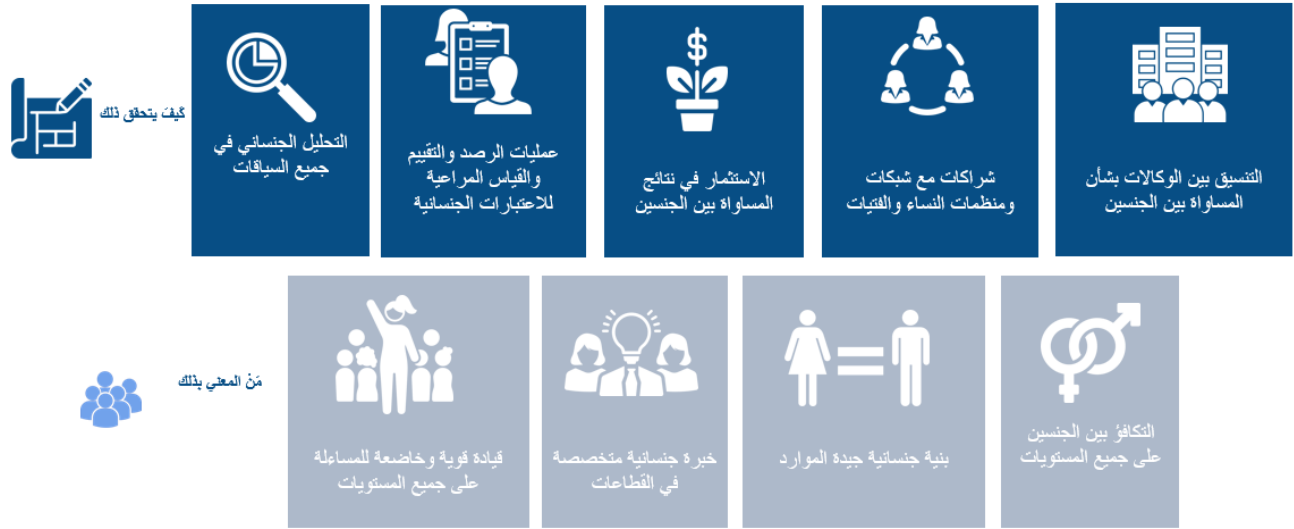 كيف يتحقق ذلك
التحليل الجنساني في
جميع السياقات
عمليات الرصد والتقييم
والقياس المراعية
للاعتبارات الجنسانية
الاستثمار في نتائج
المساواة بين الجنسين
شراكات مع شبكات
ومنظمات النساء والفتيات
التنسيق بين الوكالات بشأن
المساواة بين الجنسين
مَنْ المعني بذلك
قيادة قوية وخاضعة للمساءلة
على جميع المستويات
خبرة جنسانية متخصصة
في القطاعات
بنية جنسانية جيدة الموارد
التكافؤ بين الجنسين
على جميع المستويات